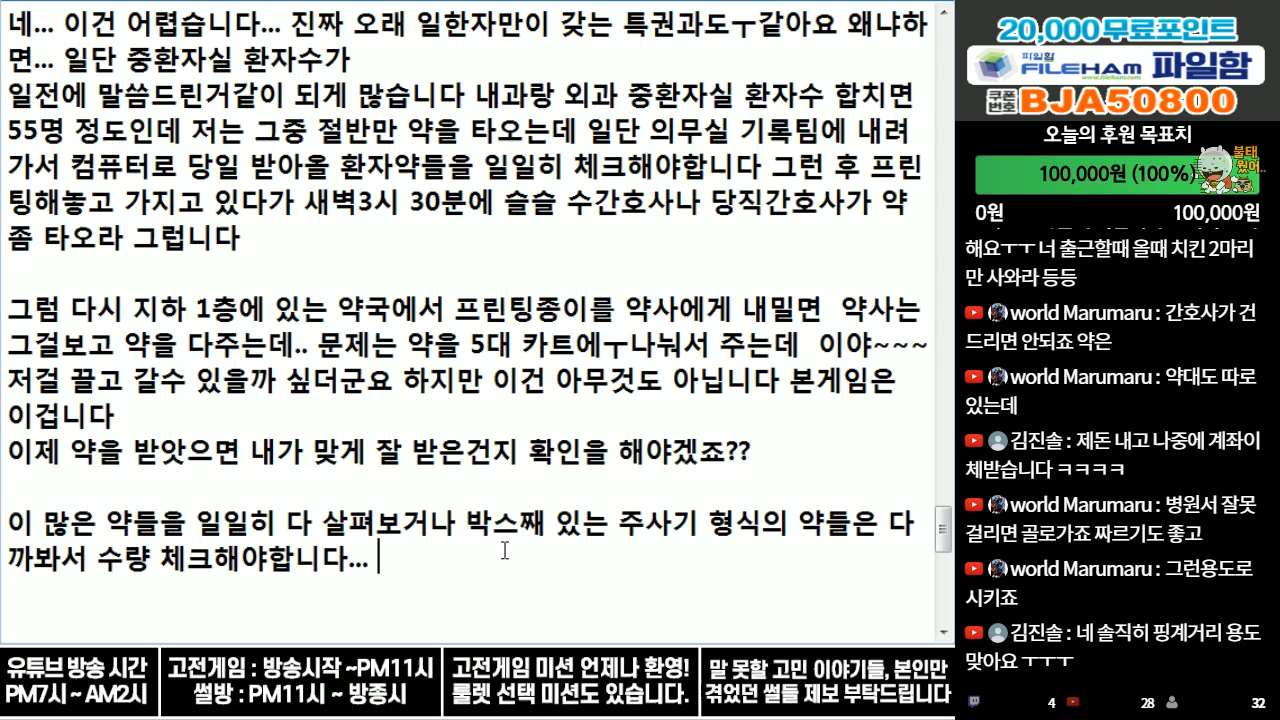 네... 이건 어렵습니다... 진짜 오래 일한자만이 갖는 특권과도ㅜ같아요 왜냐하
면... 일단 중환자실 환자수가
일전에 말씀드린거같이 되게 많습니다 내과랑 외과 중환자실 환자수 합치면
55명 정도인데 저는 그중 절반만 약을 타오는데 일단 의무실 기록팀에 내려
가서 컴퓨터로 당일 받아올 환자약들을 일일히 체크해야합니다 그런 후 프린
팅해놓고 가지고 있다가 새벽3시 30분에 슬슬 수간호사나 당직간호사가 약
좀 타오라 그럽니다
그럼 다시 지하 1층에 있는 약국에서 프린팅종이를 약사에게 내밀면  약사는
그걸보고 약을 다주는데.. 문제는 약을 5대 카트에ㅜ나눠서 주는데  이야~~~
저걸 끌고 갈수 있을까 싶더군요 하지만 이건 아무것도 아닙니다 본게임은
이겁니다
이제 약을 받앗으면 내가 맞게 잘 받은건지 확인을 해야겠죠??
이 많은 약들을 일일히 다 살펴보거나 박스째 있는 주사기 형식의 약들은 다
까봐서 수량 체크해야합니다...
20,000무료포인트
파일함 FILEHAM 파일함
www.fileham.com
쿠폰번호 BJA50800
오늘의 후원 목표치
100,000원 (100%)
불태웠어..
0원 100,000원
해요ㅜㅜ 너 출근할때 올때 치킨 2마리
만 사와라 등등
world Marumaru : 간호사가 건
드리면 안되죠 약은
world Marumaru : 약대도 따로
있는데
김진솔 : 제돈 내고 나중에 계좌이
체받습니다 ㅋㅋㅋㅋ
world Marumaru : 병원서 잘못
걸리면 골로가죠 짜르기도 좋고
world Marumaru : 그런용도로
시키죠
김진솔 : 네 솔직히 핑계거리 용도
맞아요 ㅜㅜㅜ
4 28 32
유튜브 방송 시간
PM7시 ~ AM2시
고전게임 : 방송시작 ~PM11시
썰방 : PM11시 ~ 방종시
고전게임 미션 언제나 환영!
룰렛 선택 미션도 있습니다.
말 못할 고민 이야기들, 본인만
겪었던 썰들 제보 부탁드립니다